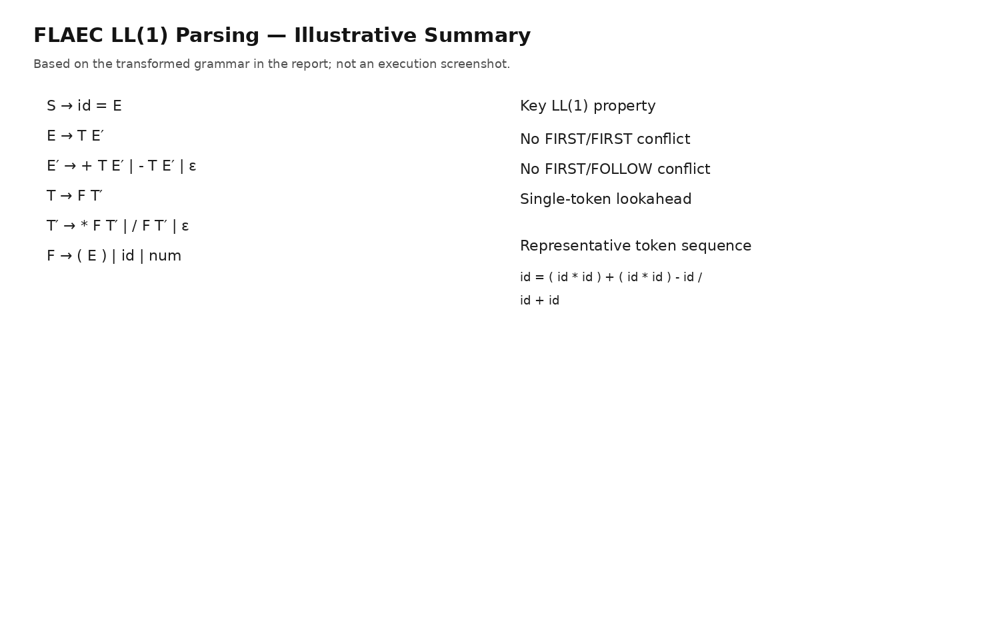 FLAEC LL(1) Parsing — Illustrative Summary
Based on the transformed grammar in the report; not an execution screenshot.
S → id = E
E → T E′
E′ → + T E′ | - T E′ | ε
T → F T′
T′ → * F T′ | / F T′ | ε
F → ( E ) | id | num
Key LL(1) property
No FIRST/FIRST conflict
No FIRST/FOLLOW conflict
Single-token lookahead
Representative token sequence
id = ( id * id ) + ( id * id ) - id /
id + id